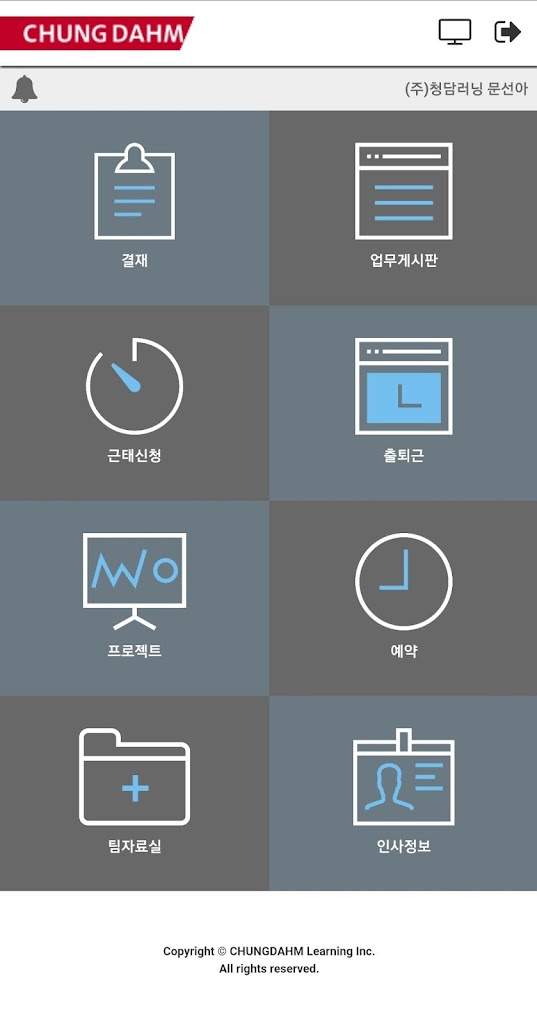 CHUNG DAHM
(주)청담러닝 문선아
결재
업무게시판
근태신청
출퇴근
프로젝트
예약
팀자료실
인사정보
Copyright © CHUNGDAHM Learning Inc.
All rights reserved.